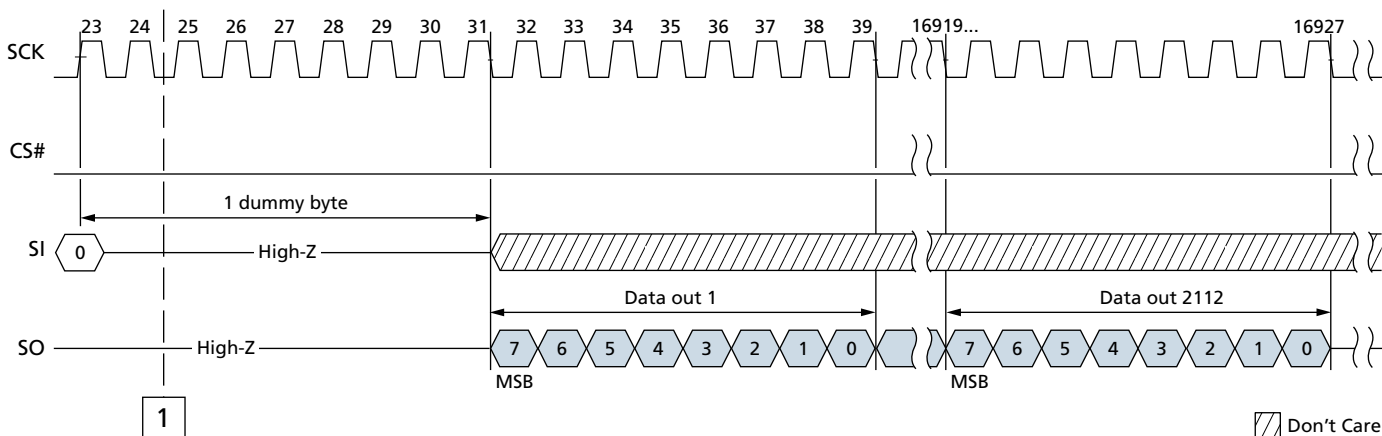 23 24 25 26 27 28 29 30 31 32 33 34 35 36 37 38 39 16919... 16927
SCK
CS#
1 dummy byte
SI 0 High-Z
Data out 1 Data out 2112
SO High-Z 7 6 5 4 3 2 1 0 7 6 5 4 3 2 1 0
MSB MSB
1
Don't Care